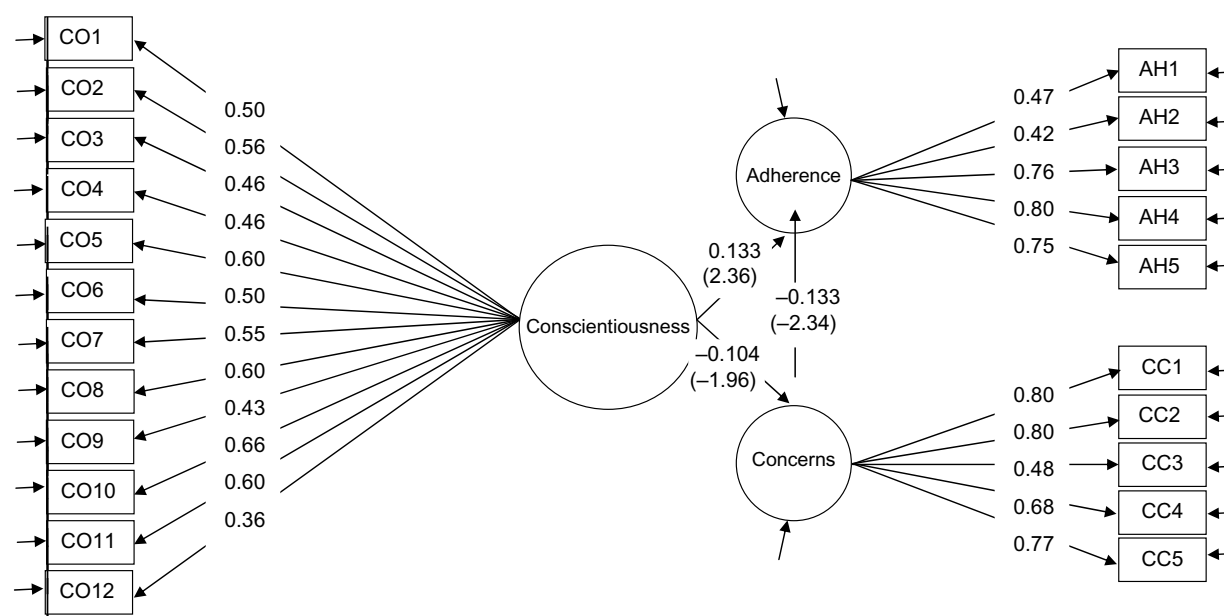 CO1
CO2
CO3
CO4
CO5
CO6
CO7
CO8
CO9
CO10
CO11
CO12
0.50
0.56
0.46
0.46
0.60
0.50
0.55
0.60
0.43
0.66
0.60
0.36
Conscientiousness
0.133
(2.36)
–0.104
(–1.96)
Adherence
–0.133
(–2.34)
Concerns
0.47
0.42
0.76
0.80
0.75
AH1
AH2
AH3
AH4
AH5
0.80
0.80
0.48
0.68
0.77
CC1
CC2
CC3
CC4
CC5